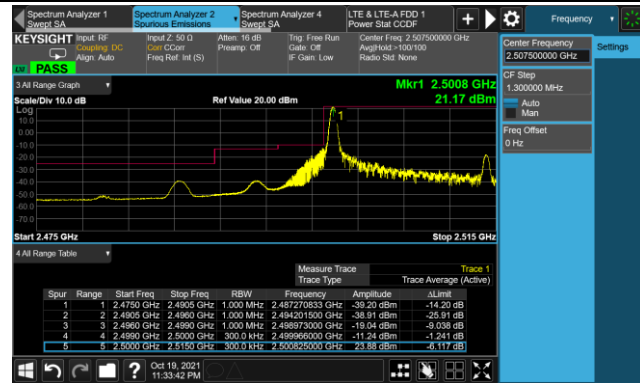 Spectrum Analyzer 1
Swept SA
Spectrum Analyzer 2
Spurious Emissions
Spectrum Analyzer 4
Swept SA
LTE & LTE-A FDD 1
Power Stat CCDF
Frequency
KEYSIGHT
Input: RF
Coupling: DC
Align: Auto
Input Z: 50 Ω
Corr CCorr
Freq Ref: Int (S)
Atten: 16 dB
Preamp: Off
Trig: Free Run
Gate: Off
IF Gain: Low
Center Freq: 2.507500000 GHz
Avg|Hold >100/100
Radio Std: None
PASS
Center Frequency
2.507500000 GHz
Settings
CF Step
1.300000 MHz
Auto
Man
Freq Offset
0 Hz
3 All Range Graph
Scale/Div 10.0 dB
Ref Value 20.00 dBm
Mkr1 2.5008 GHz
21.17 dBm
Log
10.0
0.00
-10.0
-20.0
-30.0
-40.0
-50.0
-60.0
-70.0
1
Start 2.475 GHz
Stop 2.515 GHz
4 All Range Table
Measure Trace Trace 1
Trace Type Trace Average (Active)
Spur Range Start Freq Stop Freq RBW Frequency Amplitude ΔLimit
1 1 2.4750 GHz 2.4905 GHz 1.000 MHz 2.487270833 GHz -39.20 dBm -14.20 dB
2 2 2.4905 GHz 2.4960 GHz 1.000 MHz 2.494201500 GHz -38.91 dBm -25.91 dB
3 3 2.4960 GHz 2.4990 GHz 1.000 MHz 2.498973000 GHz -19.04 dBm -9.038 dB
4 4 2.4990 GHz 2.5000 GHz 300.0 kHz 2.499966000 GHz -11.24 dBm -1.241 dB
5 5 2.5000 GHz 2.5150 GHz 300.0 kHz 2.500825000 GHz 23.88 dBm -6.117 dB
Oct 19, 2021
11:33:42 PM